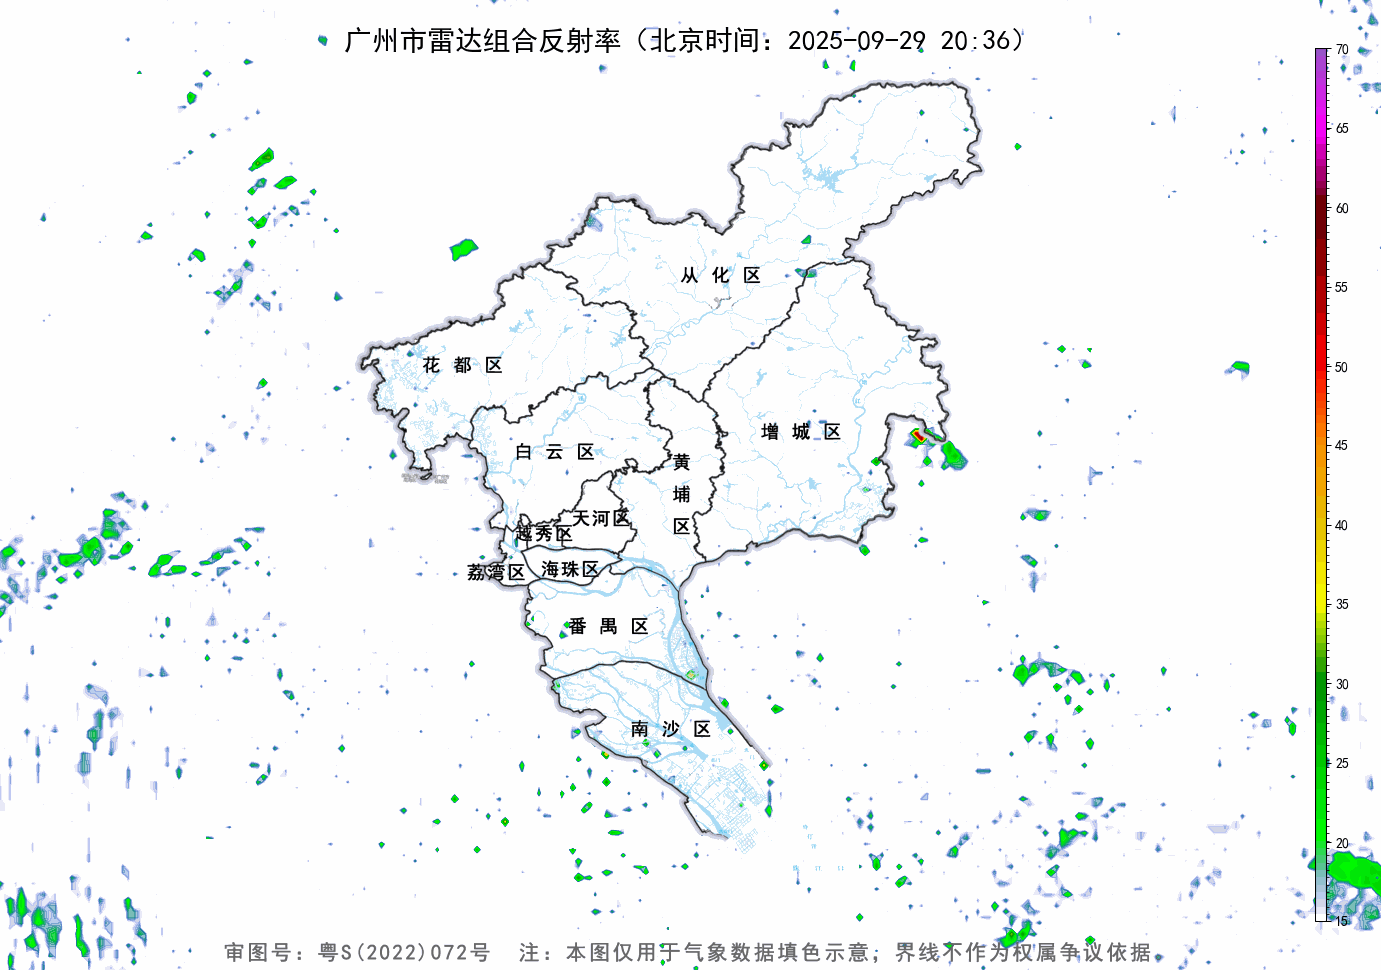 广州市雷达组合反射率（北京时间：2025-09-29 20:36）
70
65
60
55
50
45
40
35
30
25
20
15
从化区
花都区
增城区
白云区
黄埔区
天河区
越秀区
荔湾区
海珠区
番禺区
南沙区
审图号：粤S(2022)072号 注：本图仅用于气象数据填色示意；界线不作为权属争议依据。